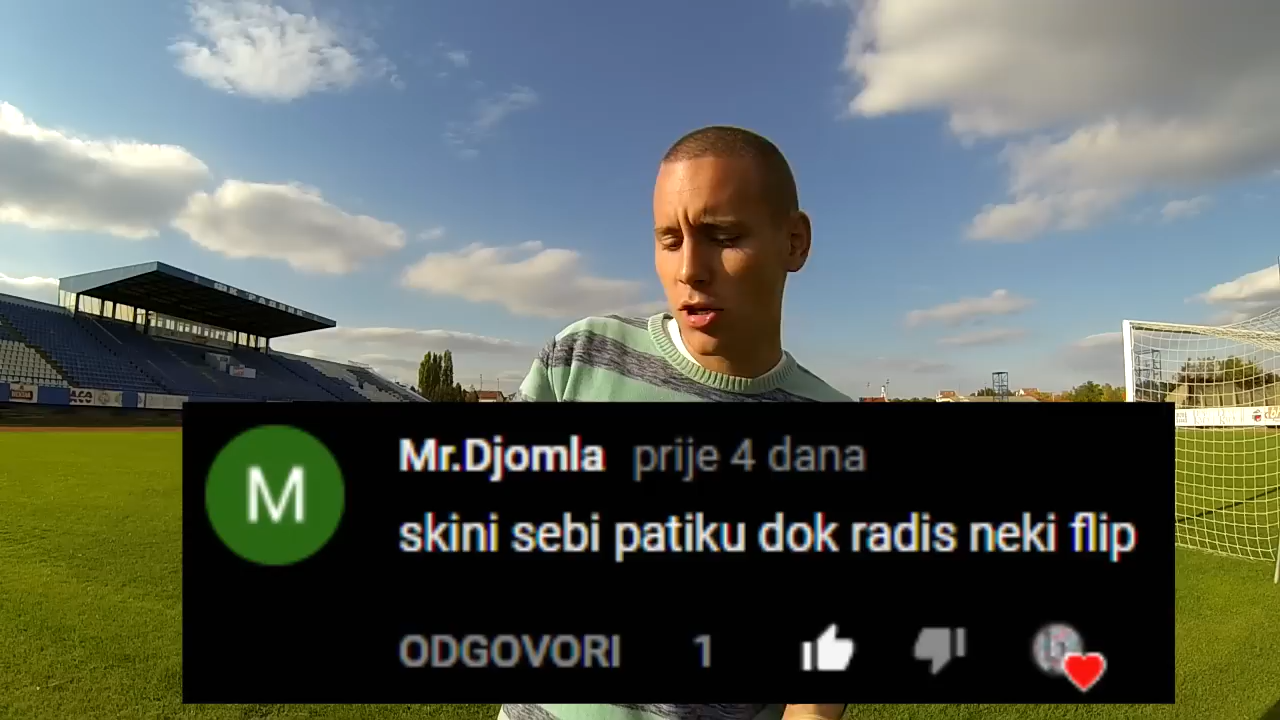 M
Mr.Djomla prije 4 dana
skini sebi patiku dok radis neki flip
ODGOVORI 1